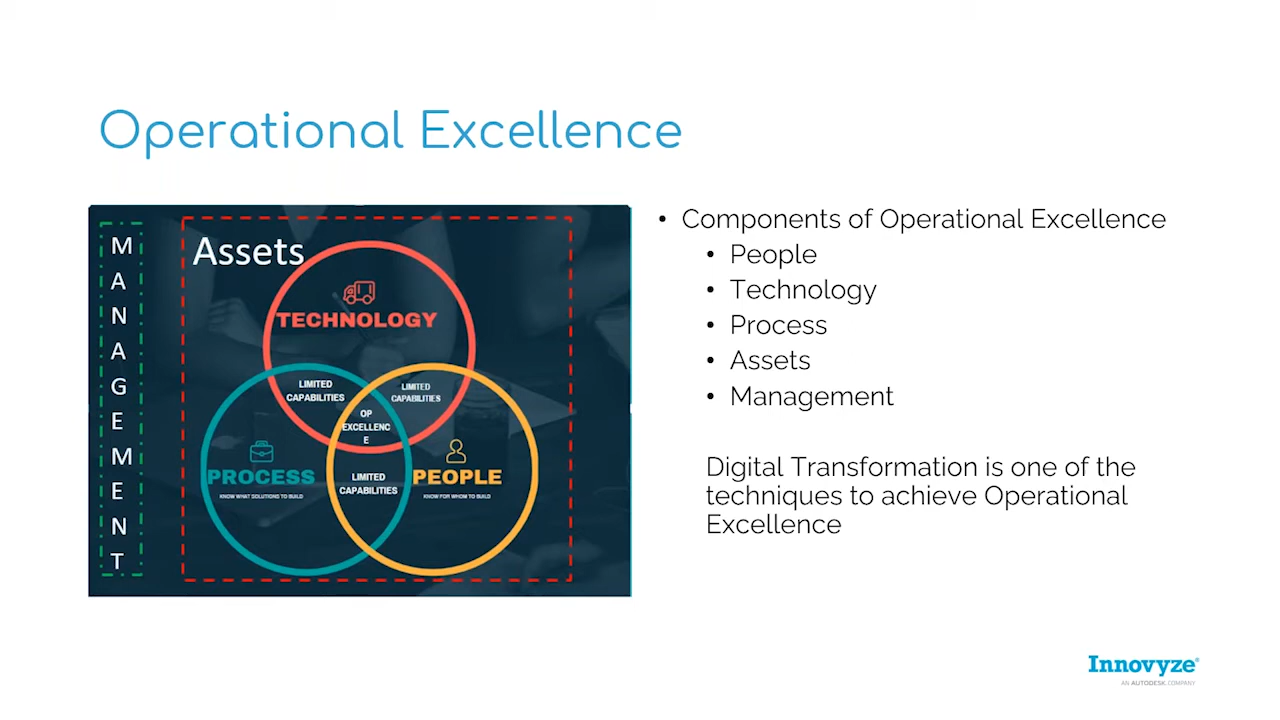 Operational Excellence
M
A
N
A
G
E
M
E
N
T
Assets
TECHNOLOGY
LIMITED
CAPABILITIES
LIMITED
CAPABILITIES
OP
EXCELLENC
E
PROCESS
KNOW WHAT SOLUTIONS TO BUILD
LIMITED
CAPABILITIES
PEOPLE
KNOW FOR WHOM TO BUILD
• Components of Operational Excellence
• People
• Technology
• Process
• Assets
• Management
Digital Transformation is one of the
techniques to achieve Operational
Excellence
Innovyze®
AN AUTODESK COMPANY